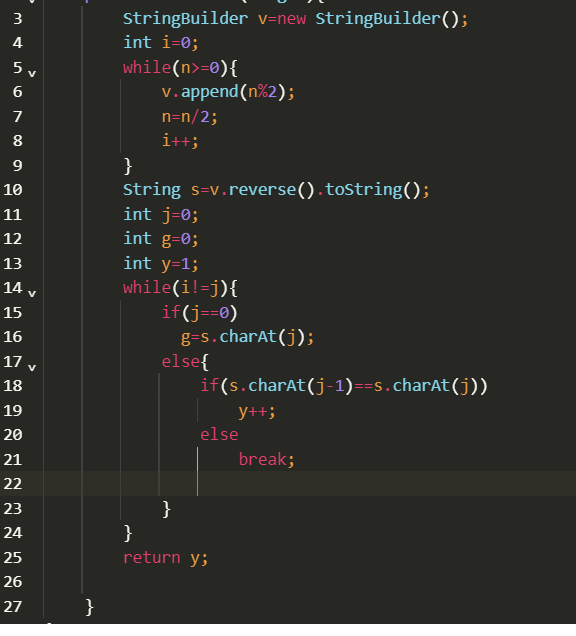 3 StringBuilder v=new StringBuilder();
4 int i=0;
5 while(n>=0){
6 v.append(n%2);
7 n=n/2;
8 i++;
9 }
10 String s=v.reverse().toString();
11 int j=0;
12 int g=0;
13 int y=1;
14 while(i!=j){
15 if(j==0)
16 g=s.charAt(j);
17 else{
18 if(s.charAt(j-1)==s.charAt(j))
19 y++;
20 else
21 break;
22
23 }
24 }
25 return y;
26
27 }